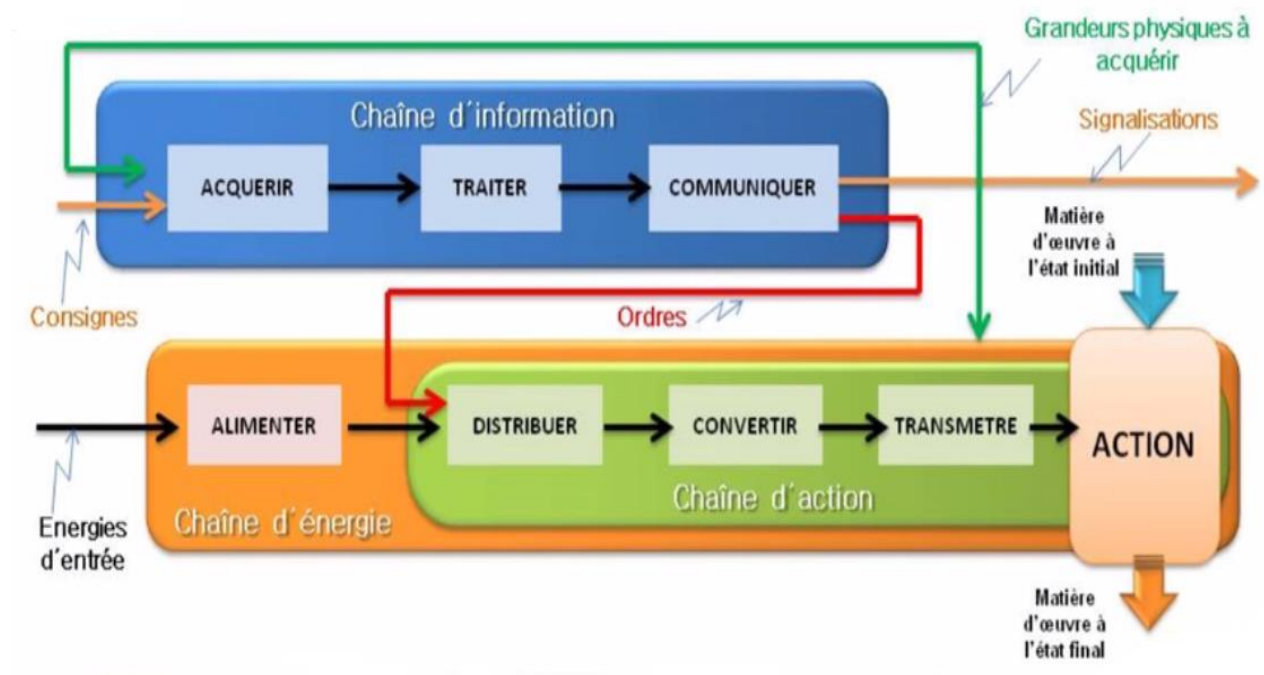 Grandeurs physiques à
acquérir
Chaîne d´information
Signalisations
ACQUERIR
TRAITER
COMMUNIQUER
Matière
d'œuvre à
l'état initial
Consignes
Ordres
ALIMENTER
DISTRIBUER
CONVERTIR
TRANSMETRE
ACTION
Chaîne d´action
Chaîne d´énergie
Energies
d´entrée
Matière
d'œuvre à
l'état final